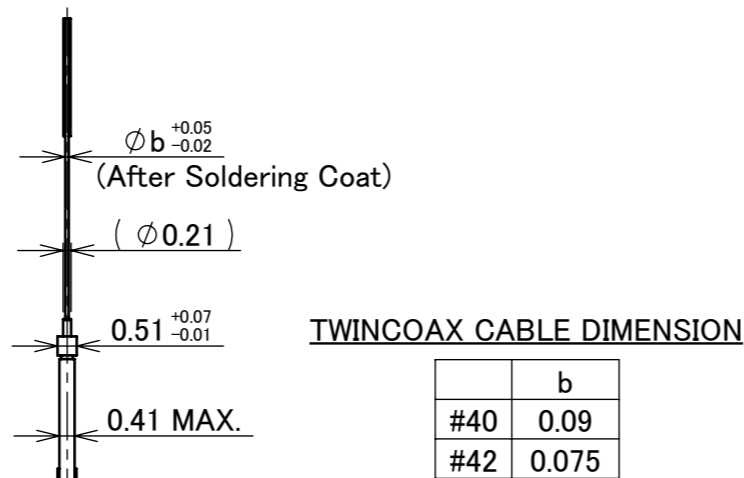 ∅b +0.05 -0.02
(After Soldering Coat)
( ∅0.21 )
0.51 +0.07 -0.01
0.41 MAX.
TWINCOAX CABLE DIMENSION
b
#40 0.09
#42 0.075